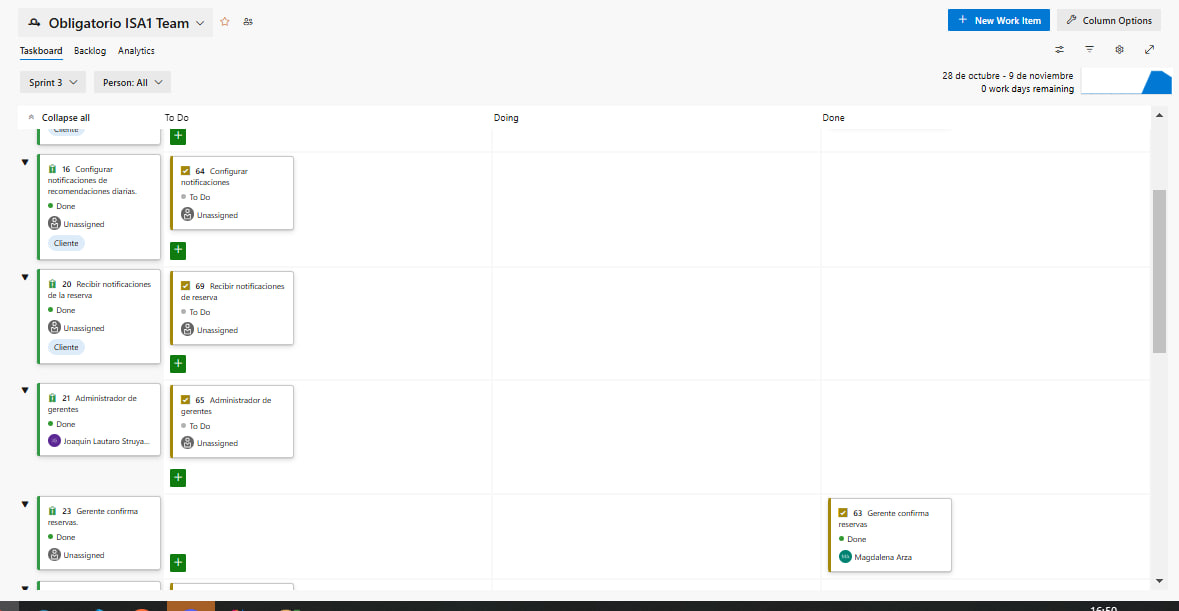 Obligatorio ISA1 Team
New Work Item
Column Options
Taskboard Backlog Analytics
Sprint 3
Person: All
28 de octubre - 9 de noviembre
0 work days remaining
Collapse all
To Do
Doing
Done
Cliente
16 Configurar
notificaciones de
recomendaciones diarias.
Done
Unassigned
Cliente
64 Configurar
notificaciones
To Do
Unassigned
20 Recibir notificaciones
de la reserva
Done
Unassigned
Cliente
69 Recibir notificaciones
de reserva
To Do
Unassigned
21 Administrador de
gerentes
Done
Joaquin Lautaro Struya...
65 Administrador de
gerentes
To Do
Unassigned
23 Gerente confirma
reservas.
Done
Unassigned
63 Gerente confirma
reservas
Done
Magdalena Arza